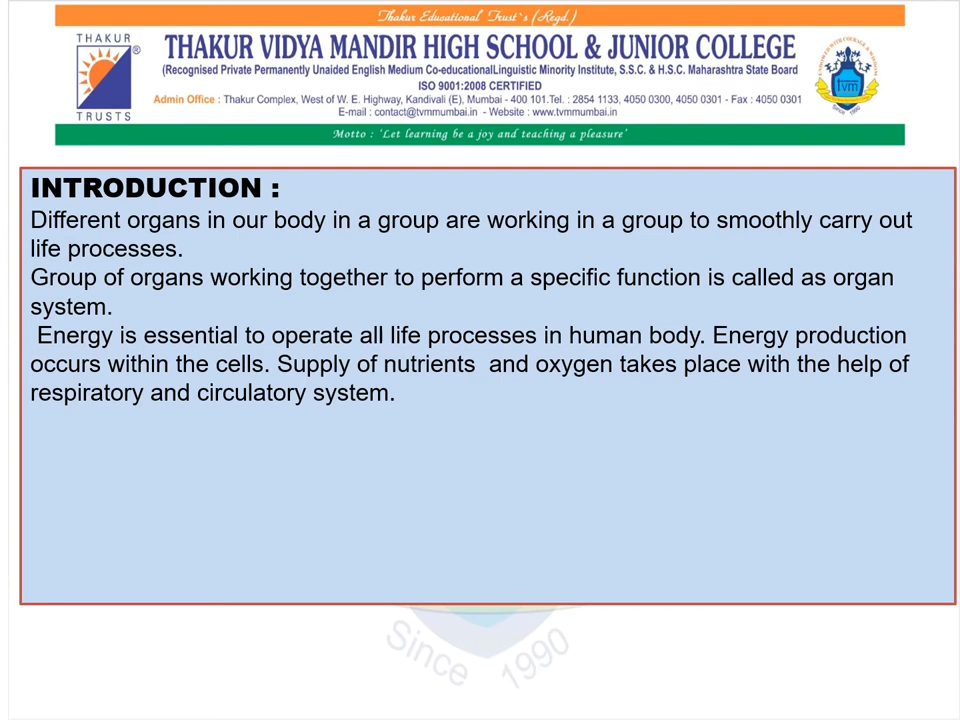 Thakur Educational Trust`s (Regd.)
THAKUR
®
TRUSTS
THAKUR VIDYA MANDIR HIGH SCHOOL & JUNIOR COLLEGE
(Recognised Private Permanently Unaided English Medium Co-educationalLinguistic Minority Institute, S.S.C. & H.S.C. Maharashtra State Board
ISO 9001:2008 CERTIFIED
Admin Office : Thakur Complex, West of W. E. Highway, Kandivali (E), Mumbai - 400 101.Tel. : 2854 1133, 4050 0300, 4050 0301 - Fax : 4050 0301
E-mail : contact@tvmmumbai.in - Website : www.tvmmumbai.in
tvm
Since 1990
Motto : 'Let learning be a joy and teaching a pleasure'
INTRODUCTION :
Different organs in our body in a group are working in a group to smoothly carry out
life processes.
Group of organs working together to perform a specific function is called as organ
system.
Energy is essential to operate all life processes in human body. Energy production
occurs within the cells. Supply of nutrients  and oxygen takes place with the help of
respiratory and circulatory system.
Since 1990